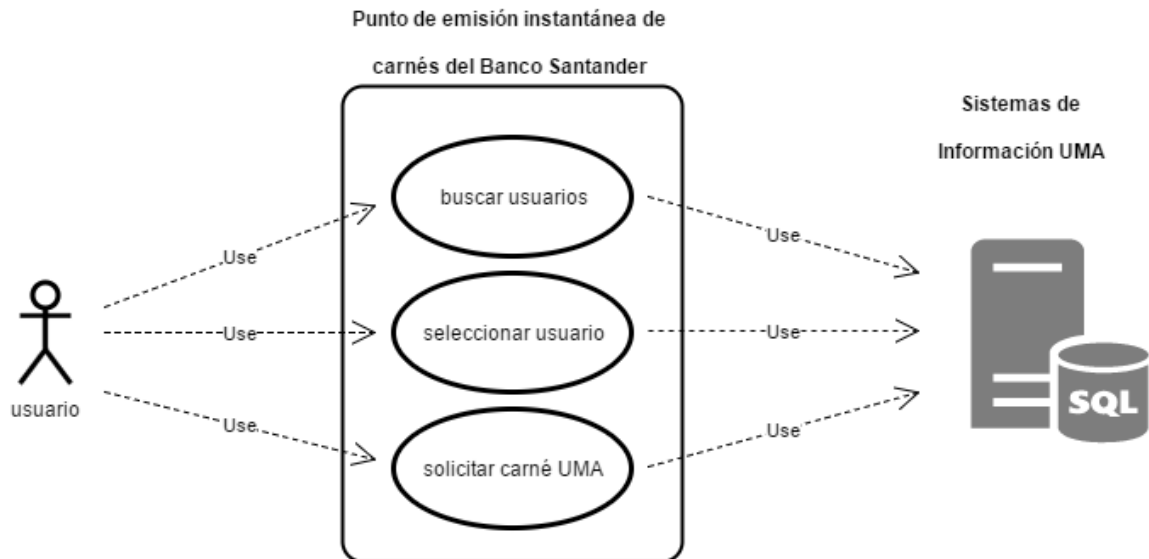 Punto de emisión instantánea de
carnés del Banco Santander
Sistemas de
Información UMA
buscar usuarios
Use
Use
seleccionar usuario
Use
Use
usuario
SQL
Use
Use
solicitar carné UMA